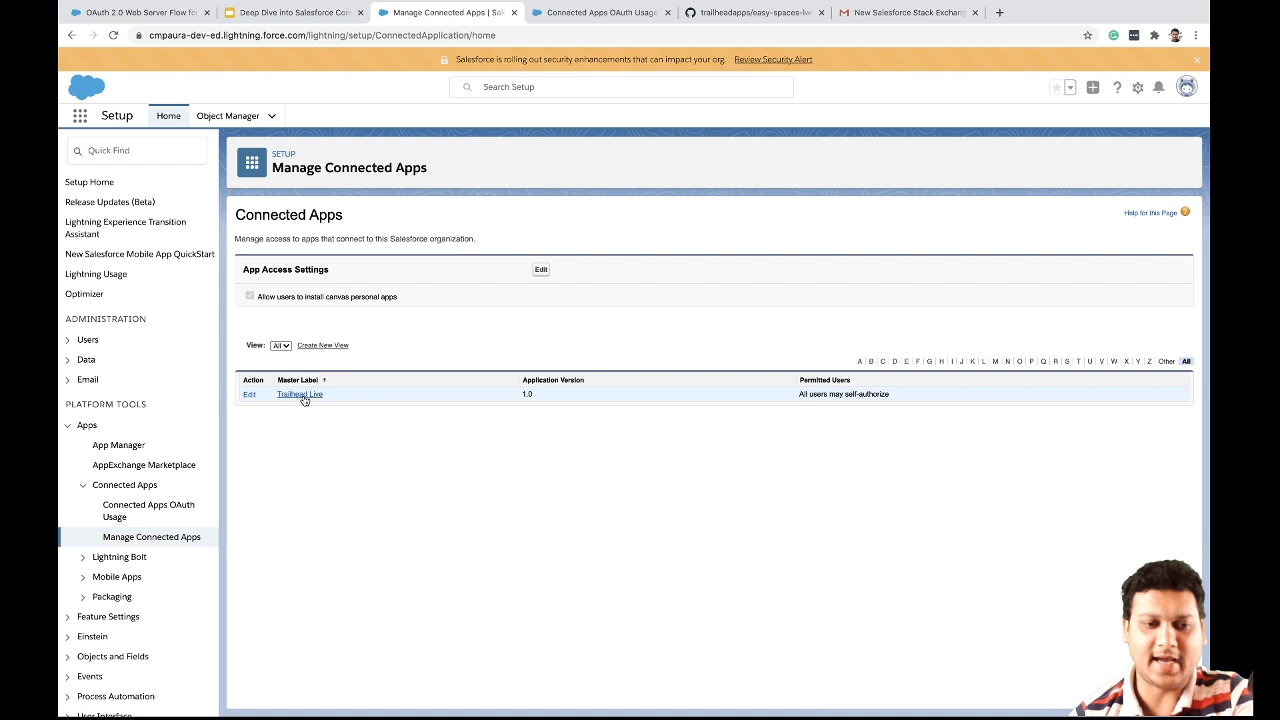 OAuth 2.0 Web Server Flow fo
Deep Dive into Salesforce Con
Manage Connected Apps | Sal
Connected Apps OAuth Usage
trailheadapps/easy-spaces-lwc
New Salesforce Stack Exchang
cmpaura-dev-ed.lightning.force.com/lightning/setup/ConnectedApplication/home
Salesforce is rolling out security enhancements that can impact your org. Review Security Alert
Search Setup
Setup
Home
Object Manager
Quick Find
Setup Home
Release Updates (Beta)
Lightning Experience Transition
Assistant
New Salesforce Mobile App QuickStart
Lightning Usage
Optimizer
ADMINISTRATION
Users
Data
Email
PLATFORM TOOLS
Apps
App Manager
AppExchange Marketplace
Connected Apps
Connected Apps OAuth
Usage
Manage Connected Apps
Lightning Bolt
Mobile Apps
Packaging
Feature Settings
Einstein
Objects and Fields
Events
Process Automation
User Interface
SETUP
Manage Connected Apps
Connected Apps
Help for this Page
Manage access to apps that connect to this Salesforce organization.
App Access Settings
Edit
Allow users to install canvas personal apps
View: All Create New View
A B C D E F G H I J K L M N O P Q R S T U V W X Y Z Other All
Action Master Label ↑ Application Version Permitted Users
Edit Trailhead Live 1.0 All users may self-authorize